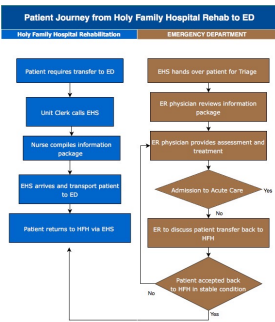 Patient Journey from Holy Family Hospital Rehab to ED
Holy Family Hospital Rehabilitation
EMERGENCY DEPARTMENT
Patient requires transfer to ED
Unit Clerk calls EHS
Nurse compiles information
package
EHS arrives and transport patient
to ED
Patient returns to HFH via EHS
EHS hands over patient for Triage
ER physician reviews information
package
ER physician provides assessment and
treatment
Admission to Acute Care
Yes
No
ER to discuss patient transfer back to
HFH
Patient accepted back
to HFH in stable condition
No
Yes